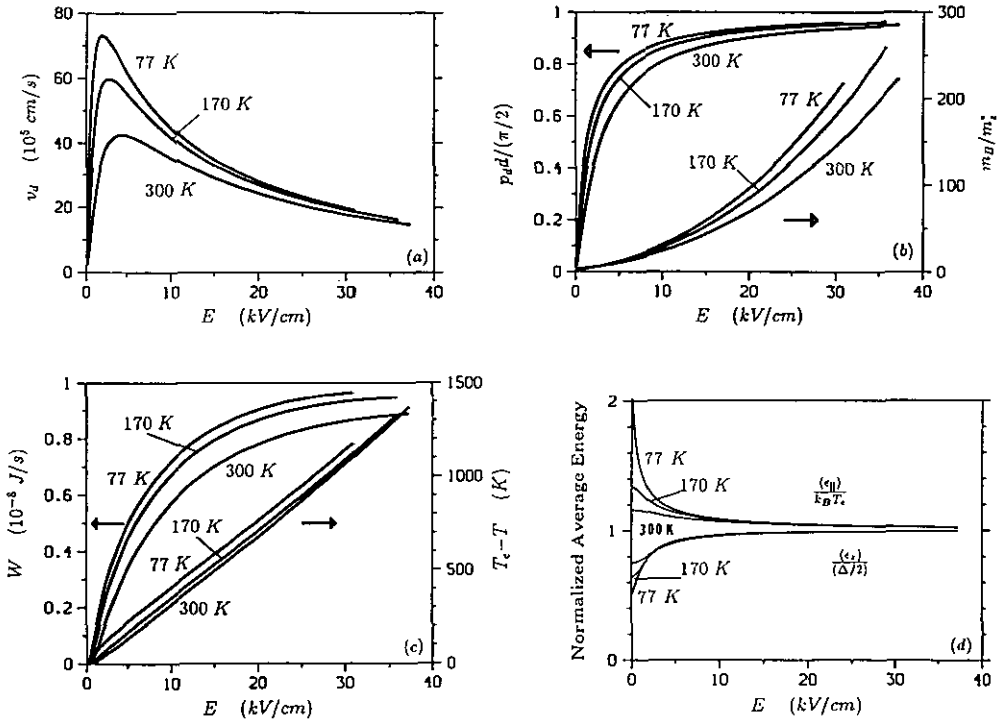 80
60
40
20
0
v_d (10^5 cm/s)
77 K
170 K
300 K
(a)
0 10 20 30 40
E (kV/cm)
1
0.8
0.6
0.4
0.2
0
p_d d/(π/2)
300
200
100
0
m_B/m_z^*
77 K
300 K
170 K
77 K
170 K
300 K
(b)
0 10 20 30 40
E (kV/cm)
1
0.8
0.6
0.4
0.2
0
W (10^-8 J/s)
1500
1000
500
0
T_e−T (K)
170 K
77 K
300 K
170 K
77 K
300 K
(c)
0 10 20 30 40
E (kV/cm)
2
1
0
Normalized Average Energy
77 K
170 K
300 K
⟨ϵ_||⟩
k_B T_e
⟨ϵ_z⟩
(Δ/2)
170 K
77 K
(d)
0 10 20 30 40
E (kV/cm)